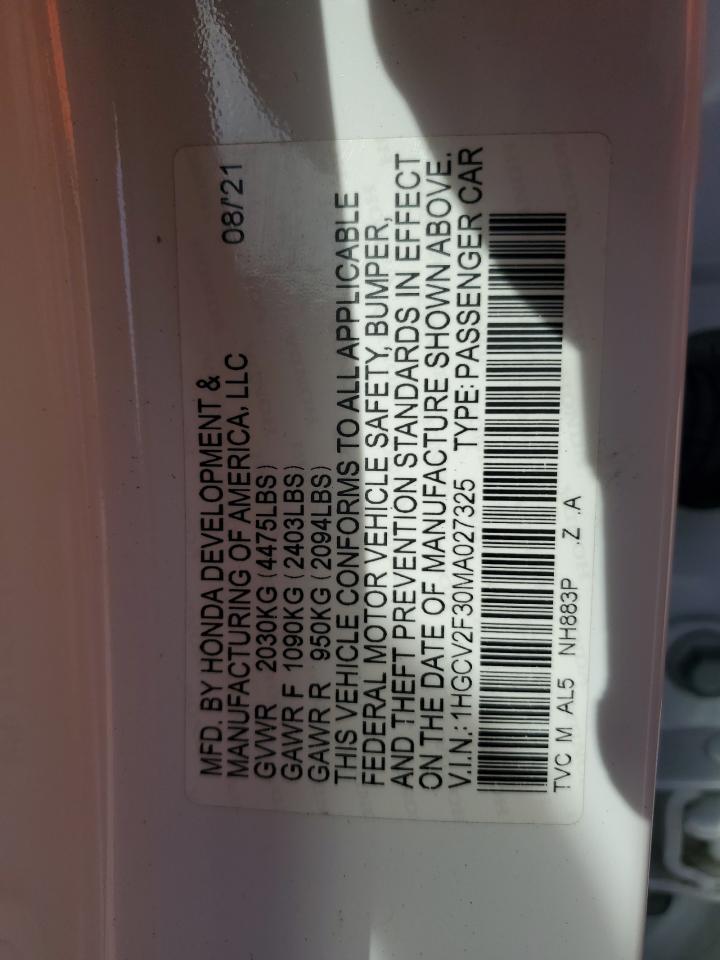 MFD. BY HONDA DEVELOPMENT & 08/'21
MANUFACTURING OF AMERICA, LLC
GVWR 2030KG (4475LBS)
GAWR F 1090KG (2403LBS)
GAWR R 950KG (2094LBS)
THIS VEHICLE CONFORMS TO ALL APPLICABLE
FEDERAL MOTOR VEHICLE SAFETY, BUMPER,
AND THEFT PREVENTION STANDARDS IN EFFECT
ON THE DATE OF MANUFACTURE SHOWN ABOVE.
V.I.N.: 1HGCV2F30MA027325 TYPE: PASSENGER CAR
TVC M AL5 NH883P .Z .A